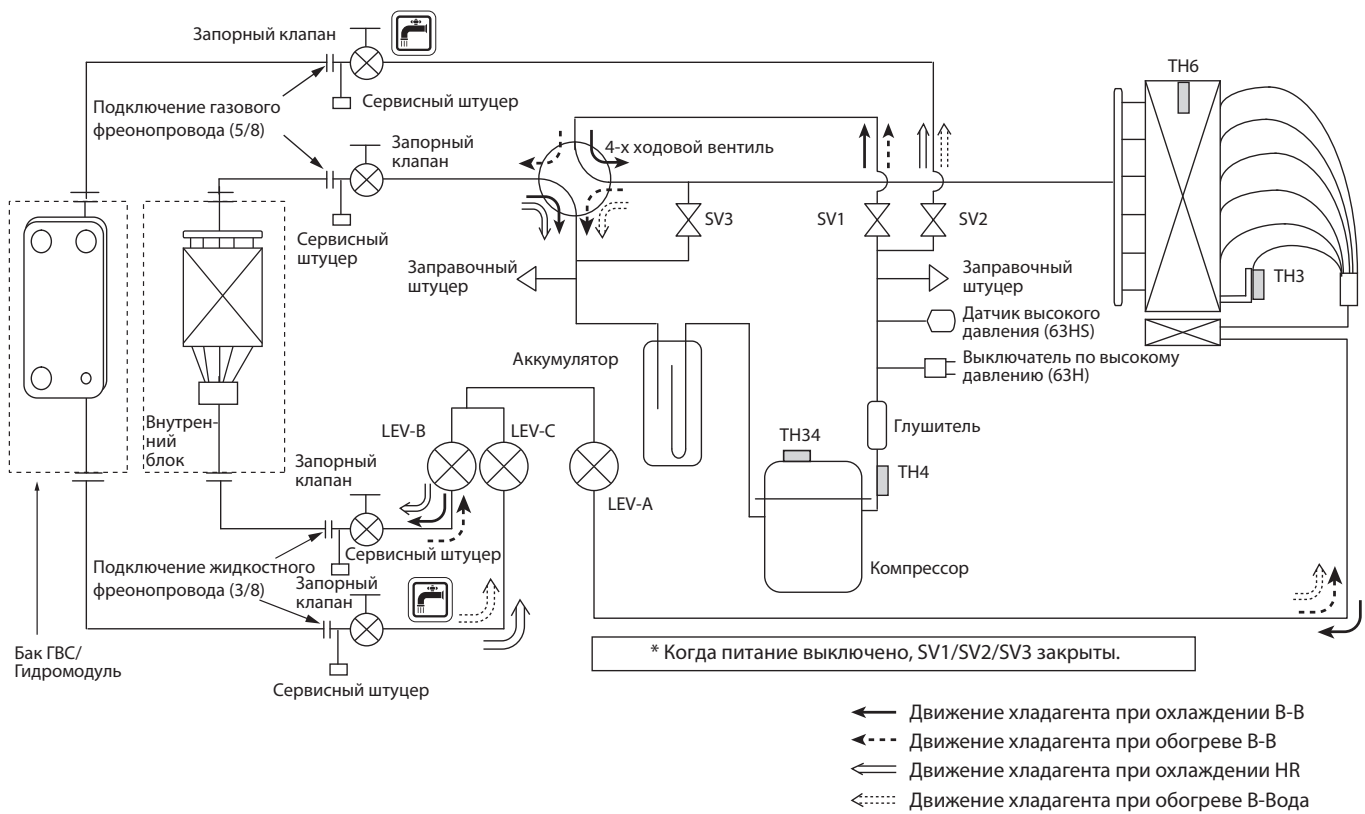 Запорный клапан
TH6
Подключение газового
фреонопровода (5/8)
Сервисный штуцер
Запорный
клапан
4-х ходовой вентиль
SV3
SV1
SV2
Сервисный
штуцер
Заправочный
штуцер
Заправочный
штуцер
TH3
Датчик высокого
давления (63HS)
Аккумулятор
Выключатель по высокому
давлению (63H)
Внутрен-
ний
блок
LEV-B
LEV-C
Глушитель
TH34
Запорный
клапан
TH4
LEV-A
Сервисный штуцер
Подключение жидкостного
фреонопровода (3/8)
Запорный
клапан
Компрессор
Бак ГВС/
Гидромодуль
* Когда питание выключено, SV1/SV2/SV3 закрыты.
Сервисный штуцер
Движение хладагента при охлаждении В-В
Движение хладагента при обогреве В-В
Движение хладагента при охлаждении HR
Движение хладагента при обогреве В-Вода